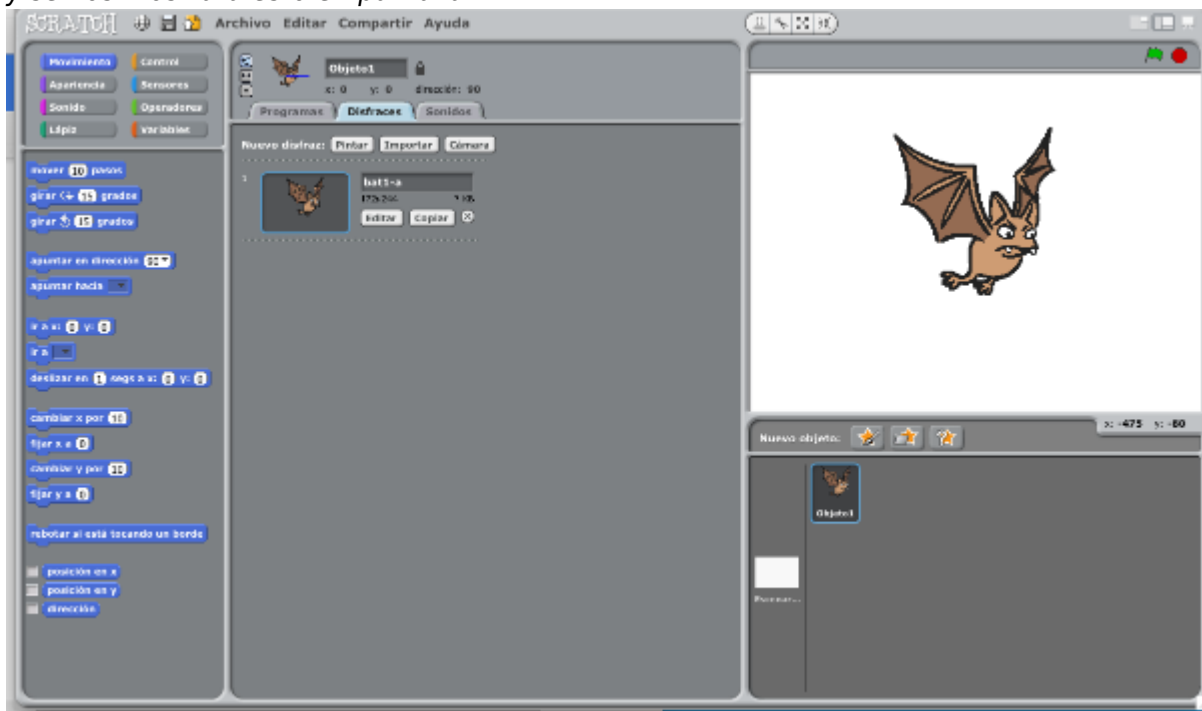 SCRATCH Archivo Editar Compartir Ayuda
Movimiento Control
Apariencia Sensores
Sonido Operadores
Lápiz Variables
mover 10 pasos
girar 15 grados
girar 15 grados
apuntar en dirección 90
apuntar hacia
ir a x: 0 y: 0
ir a
deslizar en 1 segs a x: 0 y: 0
cambiar x por 10
fijar x a 0
cambiar y por 10
fijar y a 0
rebotar si está tocando un borde
posición en x
posición en y
dirección
Objeto1
x: 0 y: 0 dirección: 90
Programas Disfraces Sonidos
Nuevo disfraz: Pintar Importar Cámara
1
bat1-a
KB
Editar Copiar
x: -475 y: -80
Nuevo objeto:
Objeto1